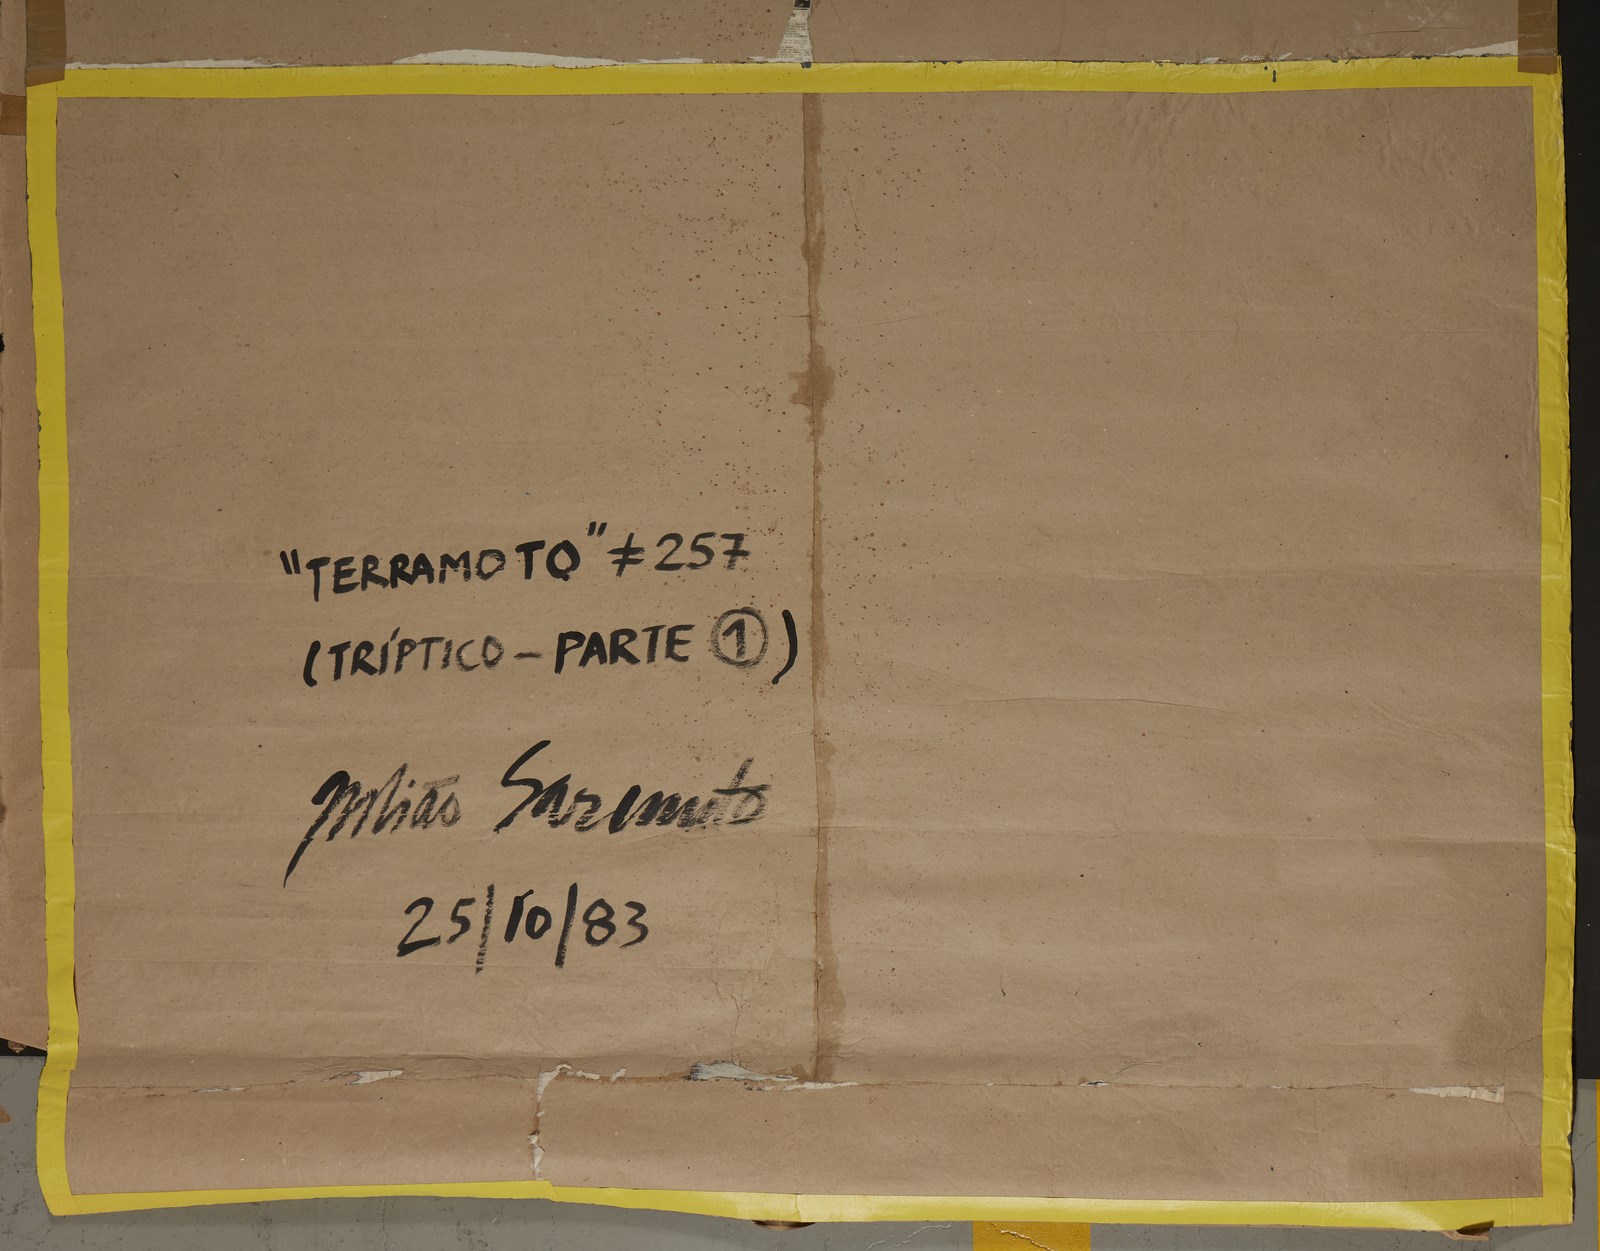 "TERRAMOTO" ≠ 257
(TRÍPTICO - PARTE ①)
Julião Sarmento
25/10/83